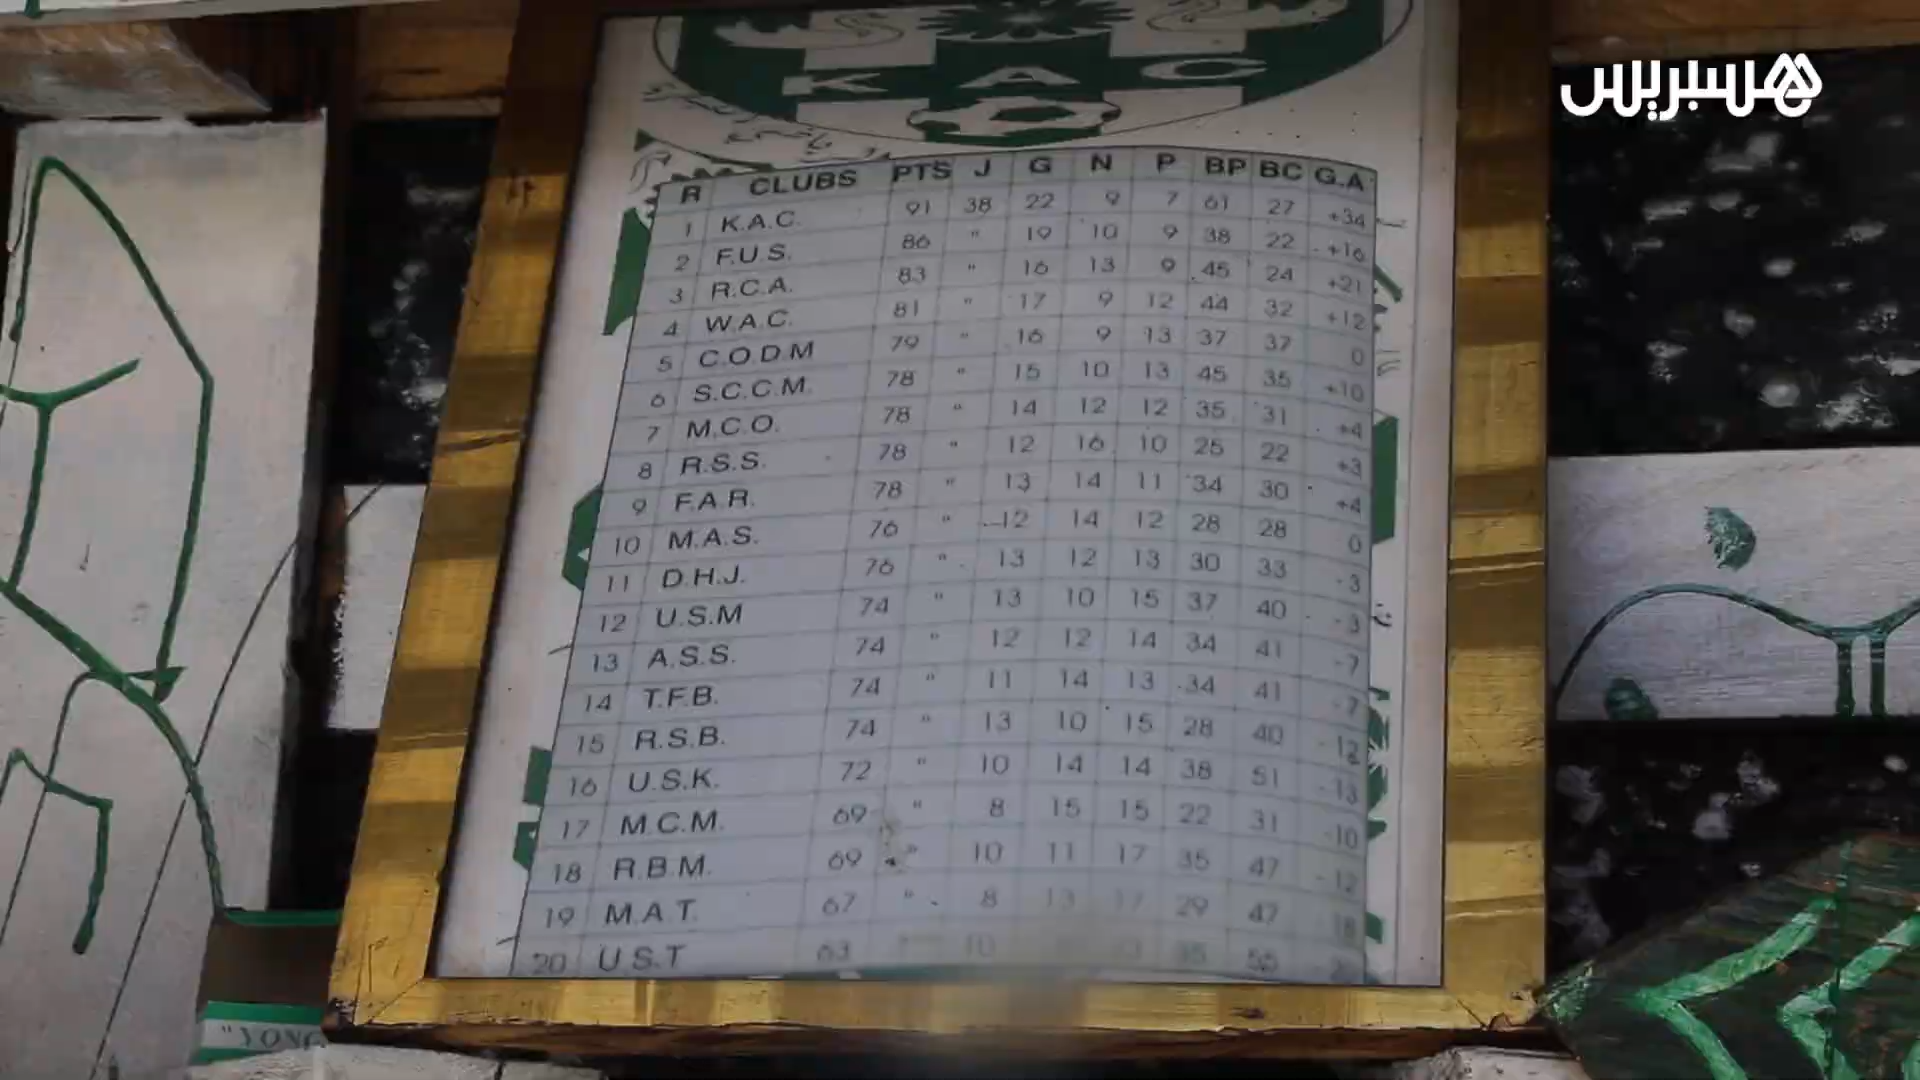 هسبريس
K A C
R CLUBS PTS J G N P BP BC G.A
1 K.A.C. 91 38 22 9 7 61 27 +34
2 F.U.S. 86 " 19 10 9 38 22 +16
3 R.C.A. 83 " 16 13 9 45 24 +21
4 W.A.C. 81 " 17 9 12 44 32 +12
5 C.O.D.M 79 " 16 9 13 37 37 0
6 S.C.C.M. 78 " 15 10 13 45 35 +10
7 M.C.O. 78 " 14 12 12 35 31 +4
8 R.S.S. 78 " 12 16 10 25 22 +3
9 F.A.R. 78 " 13 14 11 34 30 +4
10 M.A.S. 76 " 12 14 12 28 28 0
11 D.H.J. 76 " 13 12 13 30 33 -3
12 U.S.M 74 " 13 10 15 37 40 -3
13 A.S.S. 74 " 12 12 14 34 41 -7
14 T.F.B. 74 " 11 14 13 34 41 -7
15 R.S.B. 74 " 13 10 15 28 40 -12
16 U.S.K. 72 " 10 14 14 38 51 -13
17 M.C.M. 69 " 8 15 15 22 31 -10
18 R.B.M. 69 " 10 11 17 35 47 -12
19 M.A.T. 67 " 8 13 17 29 47 18
20 U.S.T 63 10 35